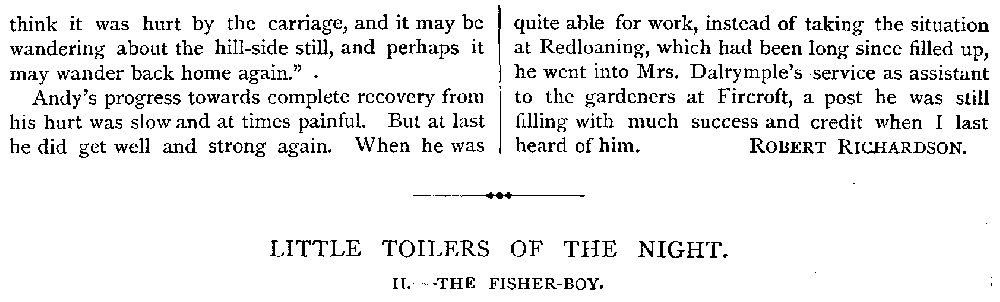 think it was hurt by the carriage, and it may be
wandering about the hill-side still, and perhaps it
may wander back home again." .
Andy's progress towards complete recovery from
his hurt was slow and at times painful. But at last
he did get well and strong again. When he was
quite able for work, instead of taking the situation
at Redloaning, which had been long since filled up,
he went into Mrs. Dalrymple's service as assistant
to the gardeners at Fircroft, a post he was still
filling with much success and credit when I last
heard of him. ROBERT RICHARDSON.
LITTLE TOILERS OF THE NIGHT.
II.—THE FISHER-BOY.